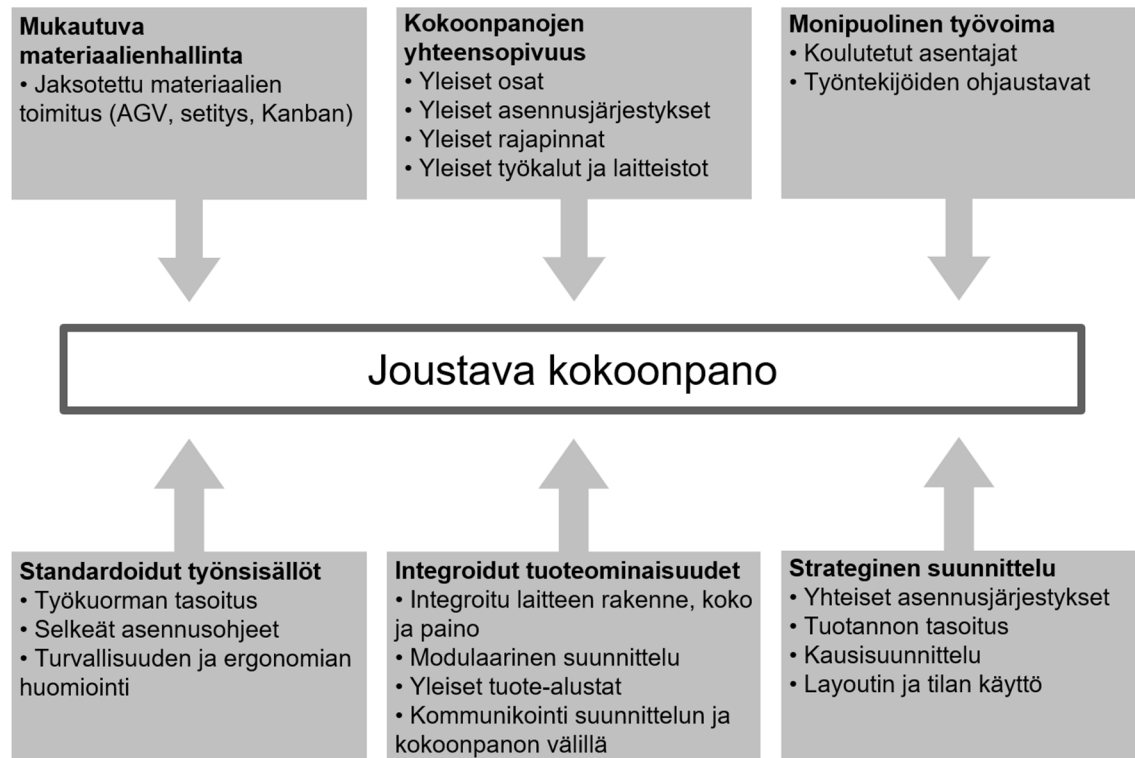 Mukautuva
materiaalienhallinta
• Jaksotettu materiaalien
toimitus (AGV, setitys, Kanban)
Kokoonpanojen
yhteensopivuus
• Yleiset osat
• Yleiset asennusjärjestykset
• Yleiset rajapinnat
• Yleiset työkalut ja laitteistot
Monipuolinen työvoima
• Koulutetut asentajat
• Työntekijöiden ohjaustavat
Joustava kokoonpano
Standardoidut työnsisällöt
• Työkuorman tasoitus
• Selkeät asennusohjeet
• Turvallisuuden ja ergonomian
huomiointi
Integroidut tuoteominaisuudet
• Integroitu laitteen rakenne, koko
ja paino
• Modulaarinen suunnittelu
• Yleiset tuote-alustat
• Kommunikointi suunnittelun ja
kokoonpanon välillä
Strateginen suunnittelu
• Yhteiset asennusjärjestykset
• Tuotannon tasoitus
• Kausisuunnittelu
• Layoutin ja tilan käyttö